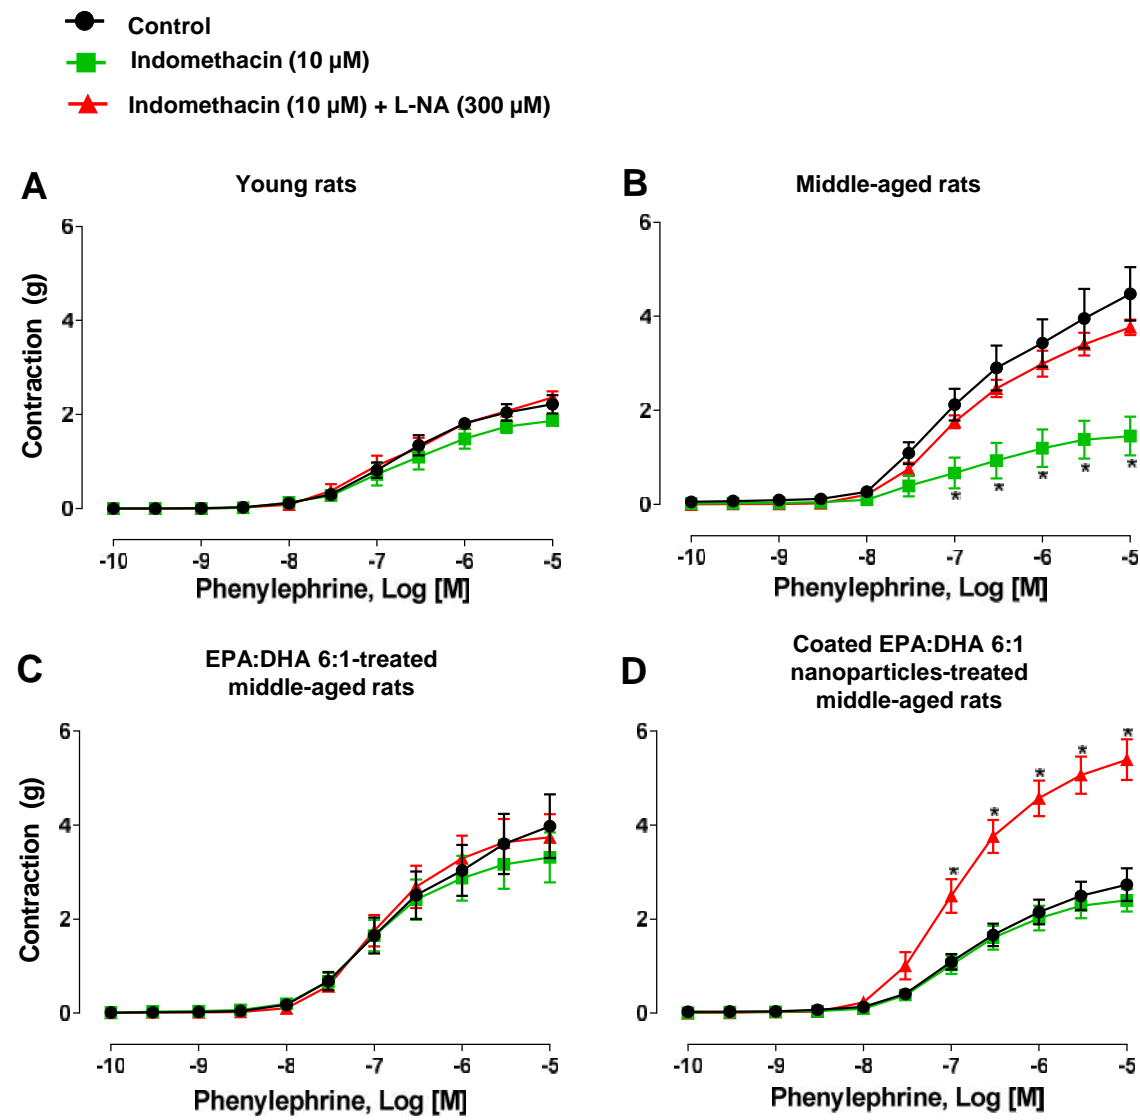 Control
Indomethacin (10 µM)
Indomethacin (10 µM) + L-NA (300 µM)
A
Young rats
Contraction (g)
6
4
2
0
-10 -9 -8 -7 -6 -5
Phenylephrine, Log [M]
B
Middle-aged rats
6
4
2
0
* * * * *
-10 -9 -8 -7 -6 -5
Phenylephrine, Log [M]
C
EPA:DHA 6:1-treated
middle-aged rats
Contraction (g)
6
4
2
0
-10 -9 -8 -7 -6 -5
Phenylephrine, Log [M]
D
Coated EPA:DHA 6:1
nanoparticles-treated
middle-aged rats
6
4
2
0
* * * * *
-10 -9 -8 -7 -6 -5
Phenylephrine, Log [M]